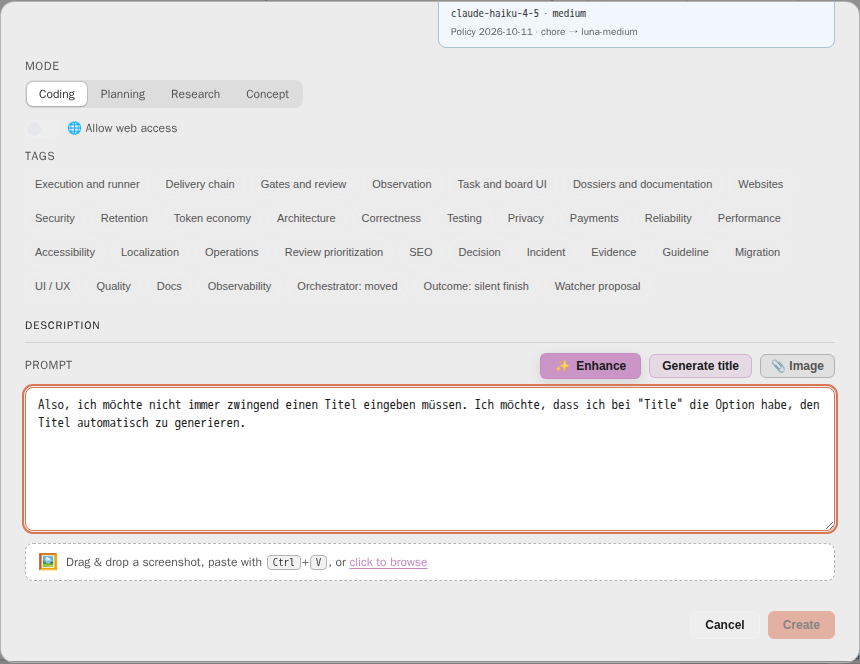 claude-haiku-4-5 · medium
Policy 2026-10-11 · chore → luna-medium
MODE
Coding Planning Research Concept
🌐 Allow web access
TAGS
Execution and runner Delivery chain Gates and review Observation Task and board UI Dossiers and documentation Websites
Security Retention Token economy Architecture Correctness Testing Privacy Payments Reliability Performance
Accessibility Localization Operations Review prioritization SEO Decision Incident Evidence Guideline Migration
UI / UX Quality Docs Observability Orchestrator: moved Outcome: silent finish Watcher proposal
DESCRIPTION
PROMPT ✨ Enhance Generate title 📎 Image
Also, ich möchte nicht immer zwingend einen Titel eingeben müssen. Ich möchte, dass ich bei "Title" die Option habe, den
Titel automatisch zu generieren.
🖼️ Drag & drop a screenshot, paste with Ctrl + V, or click to browse
Cancel Create